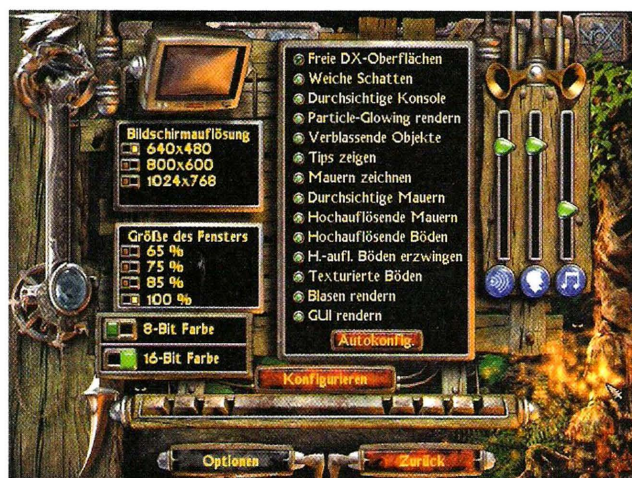 NOX
Bildschirmauflösung
640x480
800x600
1024x768
Größe des Fensters
65 %
75 %
85 %
100 %
8-Bit Farbe
16-Bit Farbe
Freie DX-Oberflächen
Weiche Schatten
Durchsichtige Konsole
Particle-Glowing rendern
Verblassende Objekte
Tips zeigen
Mauern zeichnen
Durchsichtige Mauern
Hochauflösende Mauern
Hochauflösende Böden
H.-aufl. Böden erzwingen
Texturierte Böden
Blasen rendern
GUI rendern
Autokonfig.
Konfigurieren
Optionen
Zurück